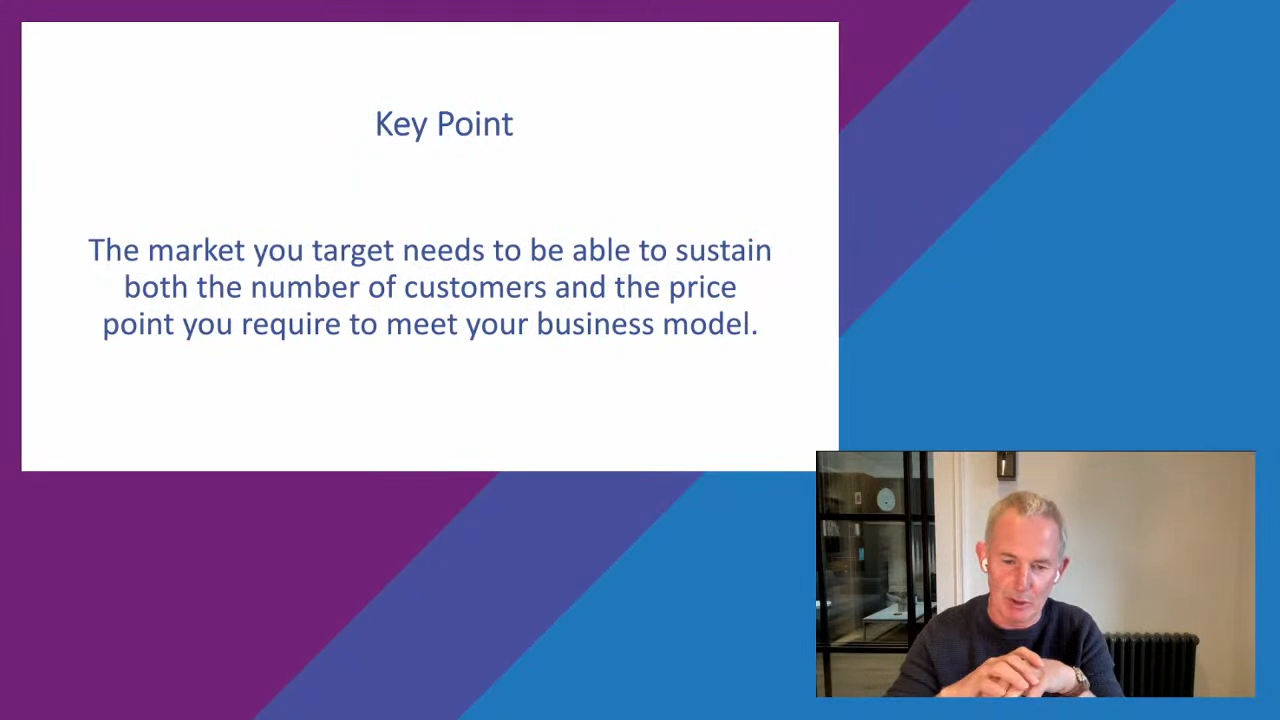 Key Point
The market you target needs to be able to sustain
both the number of customers and the price
point you require to meet your business model.